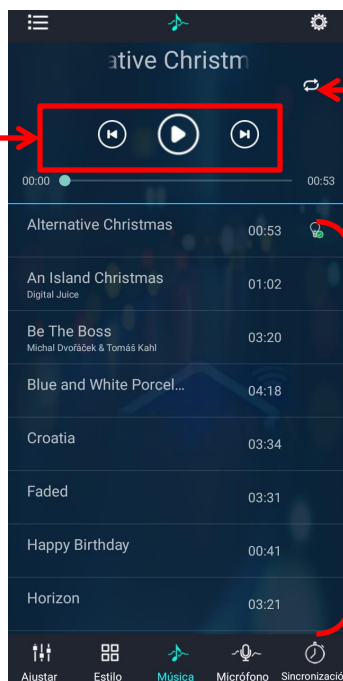 ative Christm
00:00
00:53
Alternative Christmas
00:53
An Island Christmas
01:02
Digital Juice
Be The Boss
03:20
Michal Dvořáček & Tomáš Kahl
Blue and White Porcel...
04:18
Croatia
03:34
Faded
03:31
Happy Birthday
00:41
Horizon
03:21
Ajustar
Estilo
Música
Micrófono
Sincronizació